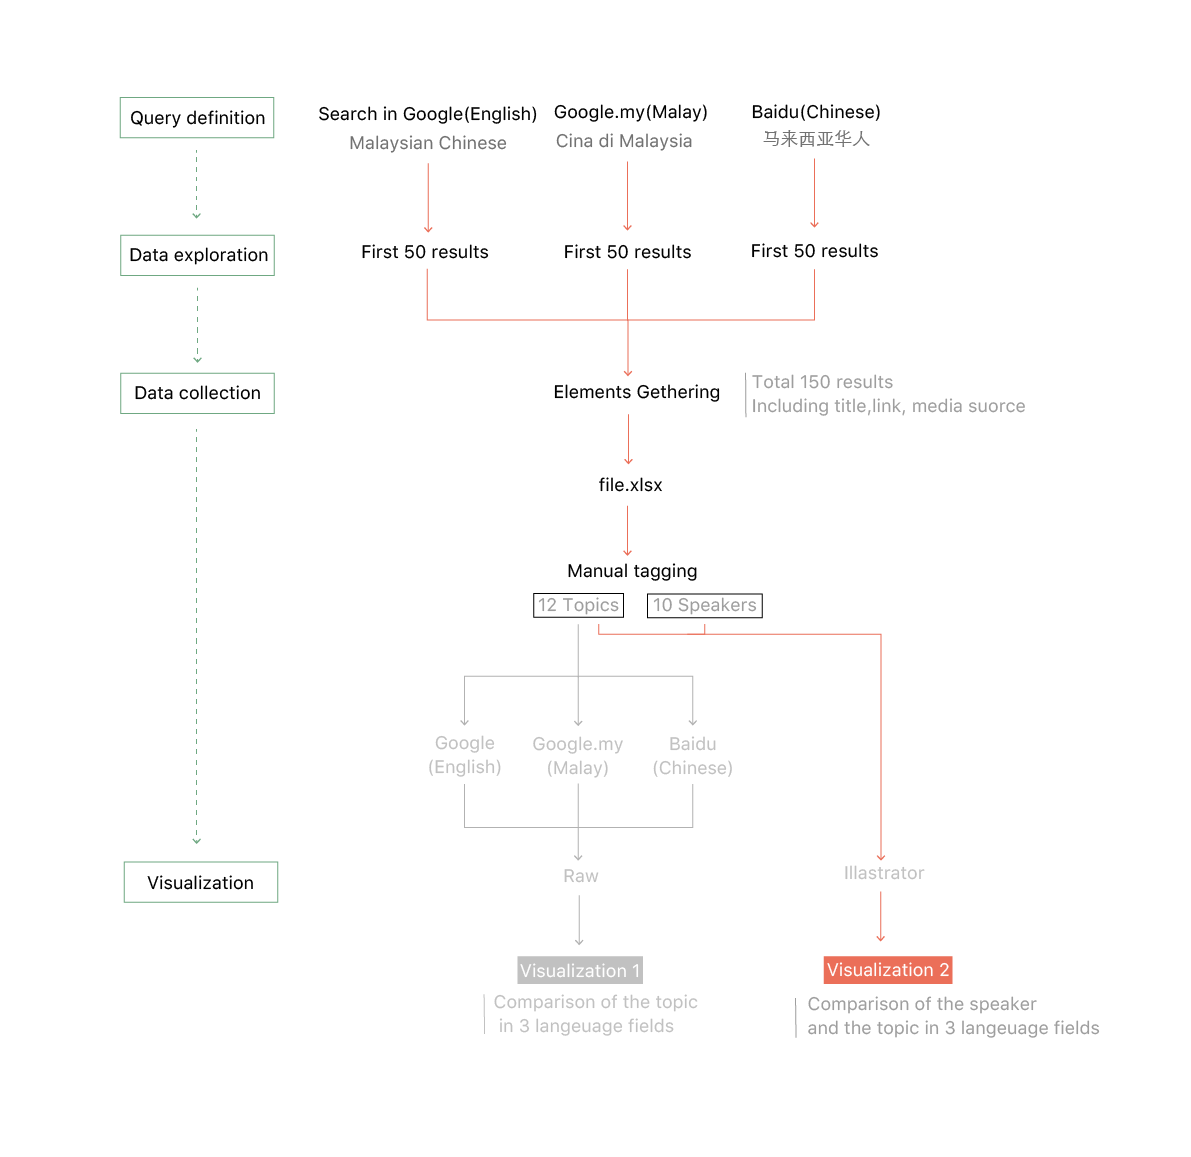 Query definition
Search in Google(English)
Malaysian Chinese
Google.my(Malay)
Cina di Malaysia
Baidu(Chinese)
马来西亚华人
Data exploration
First 50 results
First 50 results
First 50 results
Data collection
Elements Gethering
Total 150 results
Including title,link, media suorce
file.xlsx
Manual tagging
12 Topics
10 Speakers
Google
(English)
Google.my
(Malay)
Baidu
(Chinese)
Visualization
Raw
Illastrator
Visualization 1
Comparison of the topic
in 3 langeuage fields
Visualization 2
Comparison of the speaker
and the topic in 3 langeuage fields